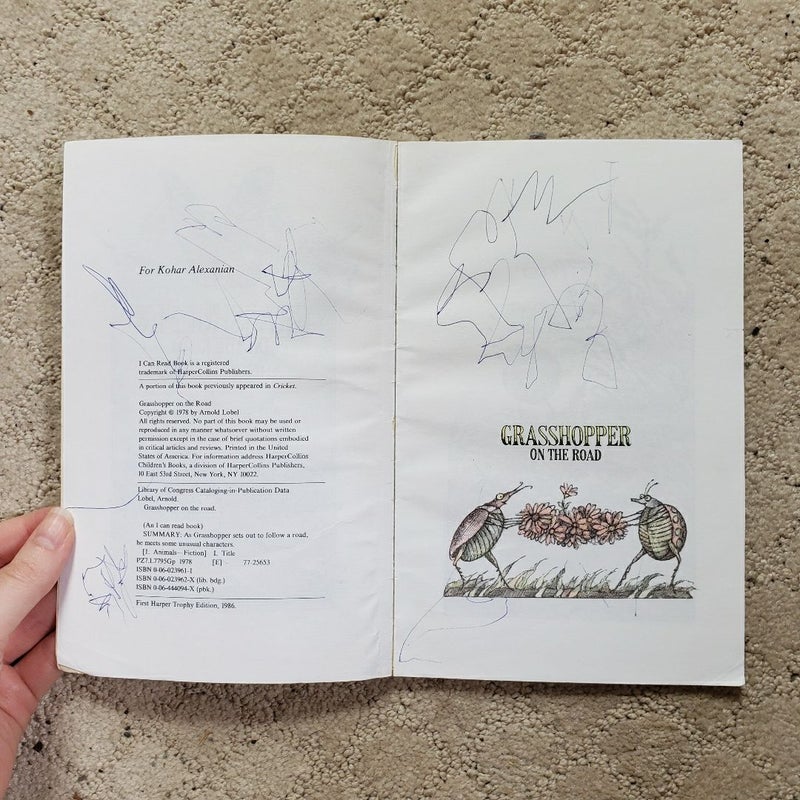 For Kohar Alexanian
I Can Read Book is a registered
trademark of HarperCollins Publishers.
A portion of this book previously appeared in Cricket.
Grasshopper on the Road
Copyright © 1978 by Arnold Lobel
All rights reserved. No part of this book may be used or
reproduced in any manner whatsoever without written
permission except in the case of brief quotations embodied
in critical articles and reviews. Printed in the United
States of America. For information address HarperCollins
Children's Books, a division of HarperCollins Publishers,
10 East 53rd Street, New York, NY 10022.
Library of Congress Cataloging-in-Publication Data
Lobel, Arnold.
Grasshopper on the road.
(An I can read book)
SUMMARY: As Grasshopper sets out to follow a road,
he meets some unusual characters.
[1. Animals—Fiction] I. Title
PZ7.L7795Gp 1978 [E] 77-25653
ISBN 0-06-023961-1
ISBN 0-06-023962-X (lib. bdg.)
ISBN 0-06-444094-X (pbk.)
First Harper Trophy Edition, 1986.
GRASSHOPPER
ON THE ROAD